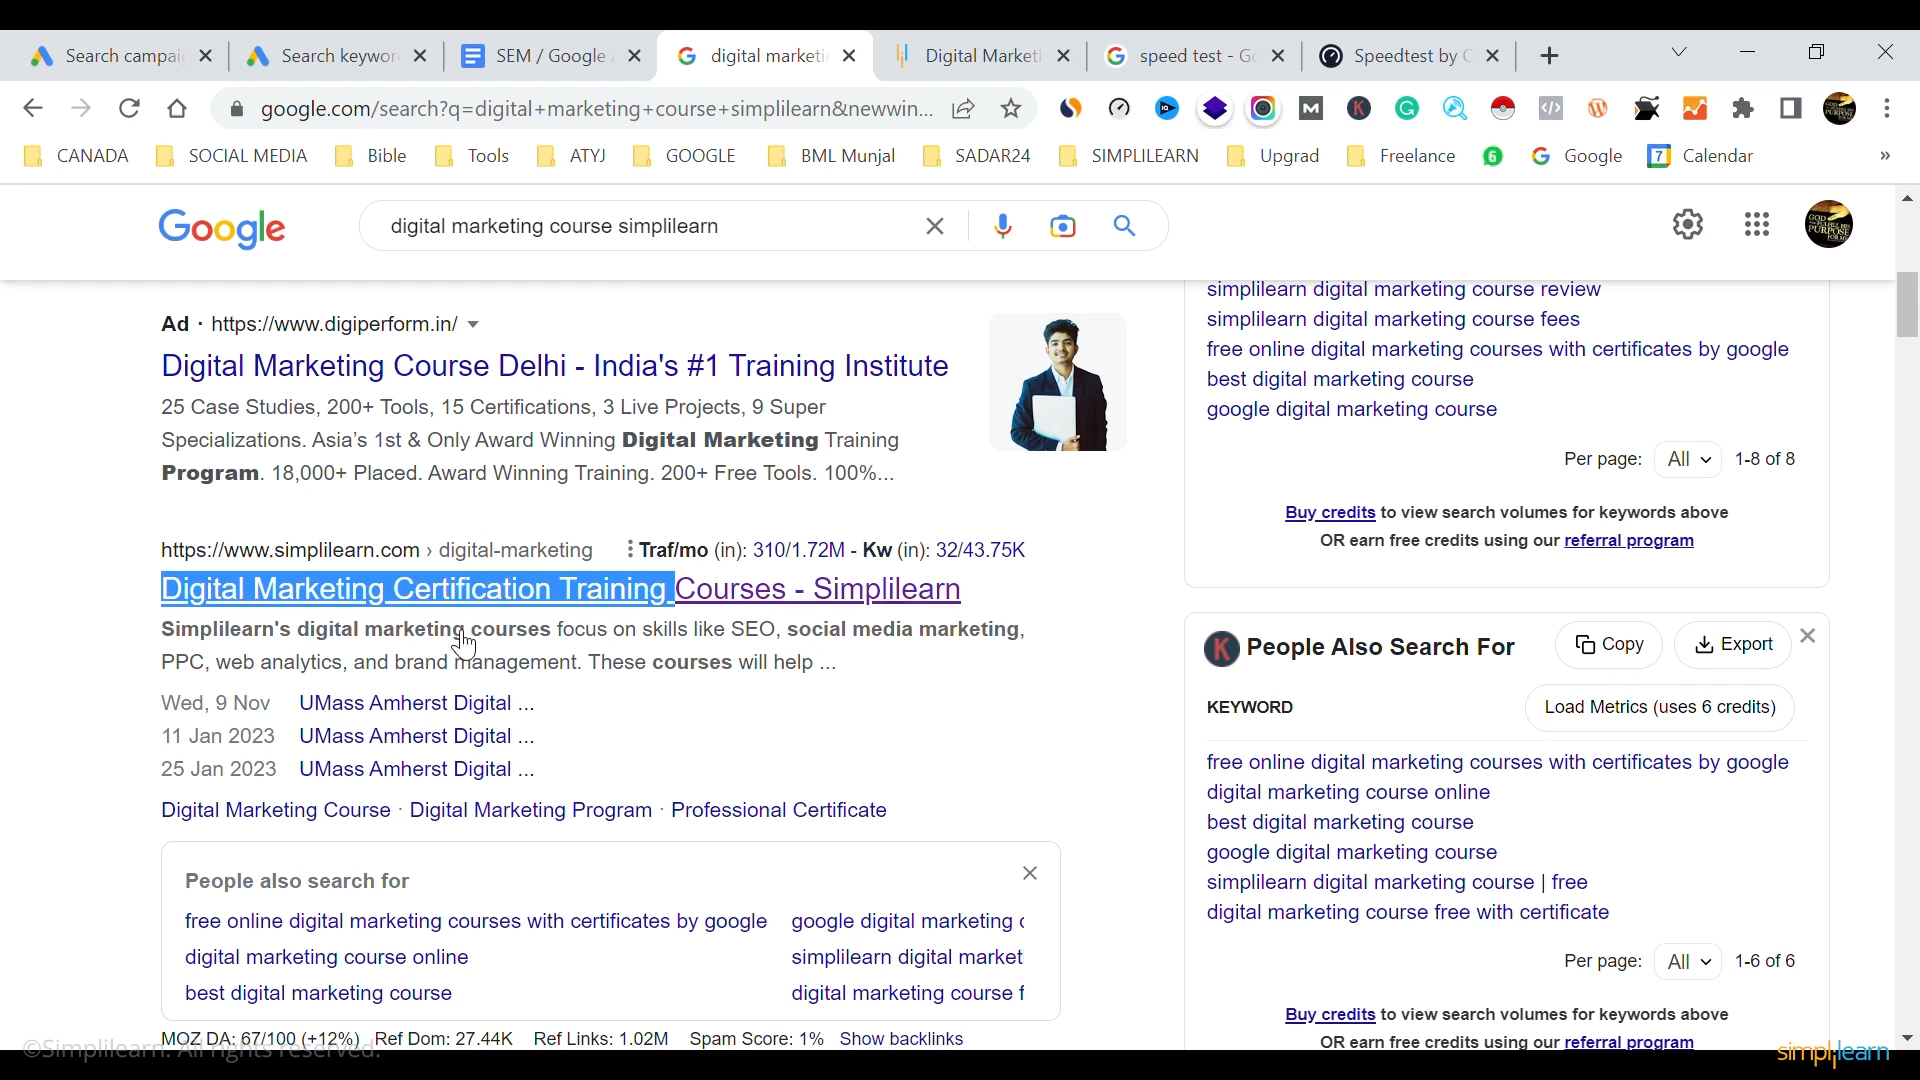 Search campai
Search keywor
SEM / Google
digital marketi
Digital Marketi
speed test - Go
Speedtest by
google.com/search?q=digital+marketing+course+simplilearn&newwin...
CANADA
SOCIAL MEDIA
Bible
Tools
ATYJ
GOOGLE
BML Munjal
SADAR24
SIMPLILEARN
Upgrad
Freelance
Google
Calendar
»
Google
digital marketing course simplilearn
Ad · https://www.digiperform.in/
Digital Marketing Course Delhi - India's #1 Training Institute
25 Case Studies, 200+ Tools, 15 Certifications, 3 Live Projects, 9 Super
Specializations. Asia's 1st & Only Award Winning Digital Marketing Training
Program. 18,000+ Placed. Award Winning Training. 200+ Free Tools. 100%...
https://www.simplilearn.com › digital-marketing
Traf/mo (in): 310/1.72M - Kw (in): 32/43.75K
Digital Marketing Certification Training Courses - Simplilearn
Simplilearn's digital marketing courses focus on skills like SEO, social media marketing,
PPC, web analytics, and brand management. These courses will help ...
Wed, 9 Nov UMass Amherst Digital ...
11 Jan 2023 UMass Amherst Digital ...
25 Jan 2023 UMass Amherst Digital ...
Digital Marketing Course · Digital Marketing Program · Professional Certificate
People also search for
free online digital marketing courses with certificates by google
google digital marketing c
digital marketing course online
simplilearn digital market
best digital marketing course
digital marketing course f
MOZ DA: 67/100 (+12%) Ref Dom: 27.44K Ref Links: 1.02M Spam Score: 1% Show backlinks
simplilearn digital marketing course review
simplilearn digital marketing course fees
free online digital marketing courses with certificates by google
best digital marketing course
google digital marketing course
Per page: All 1-8 of 8
Buy credits to view search volumes for keywords above
OR earn free credits using our referral program
People Also Search For
Copy
Export
KEYWORD
Load Metrics (uses 6 credits)
free online digital marketing courses with certificates by google
digital marketing course online
best digital marketing course
google digital marketing course
simplilearn digital marketing course | free
digital marketing course free with certificate
Per page: All 1-6 of 6
Buy credits to view search volumes for keywords above
OR earn free credits using our referral program
©Simplilearn. All rights reserved.
simplilearn